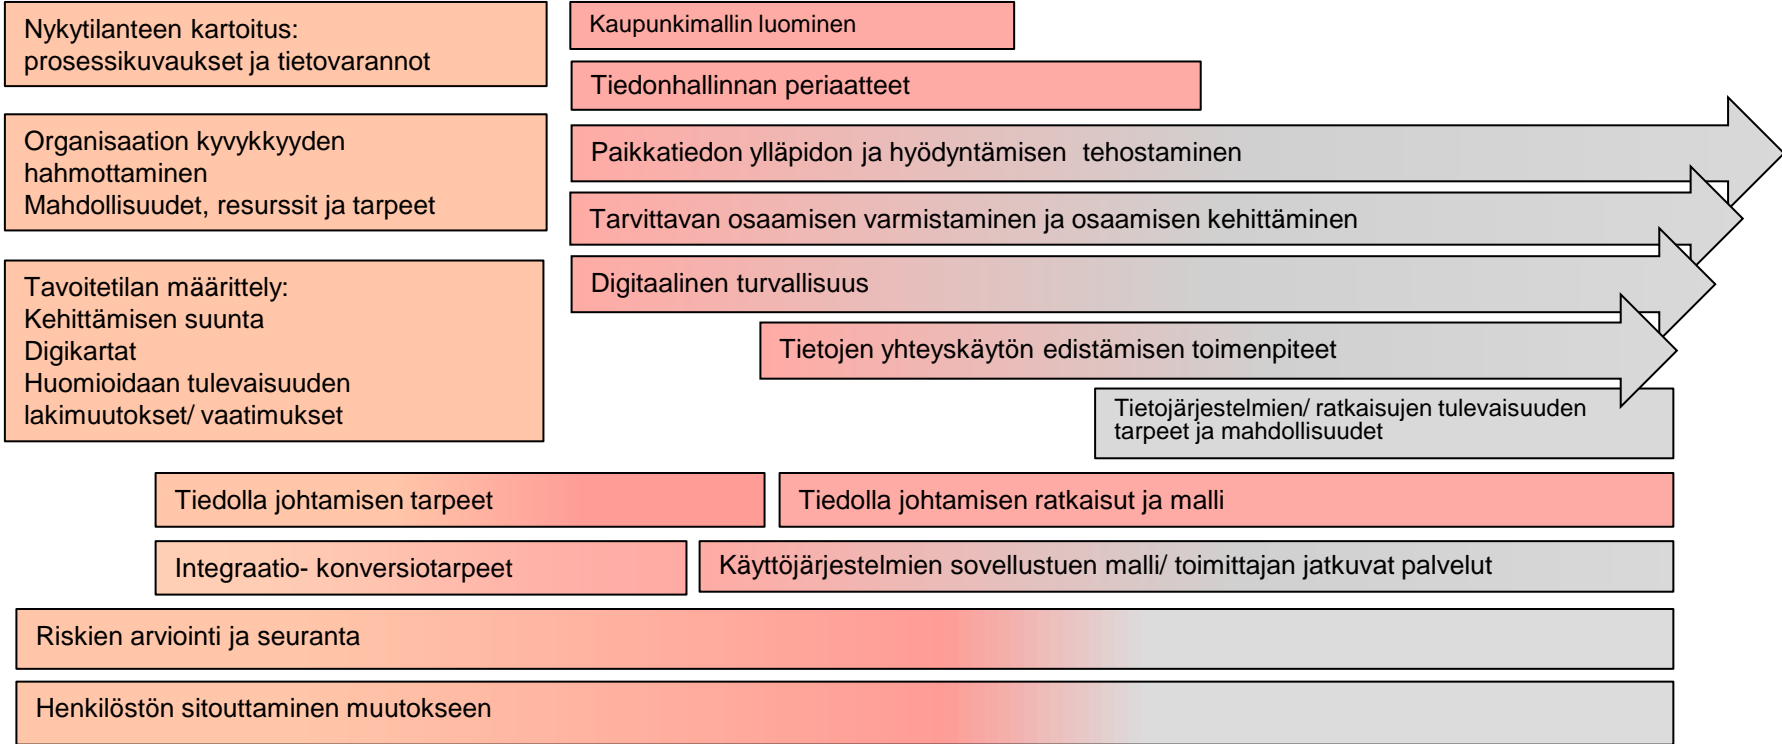 Nykytilanteen kartoitus:
prosessikuvaukset ja tietovarannot
Organisaation kyvykkyyden
hahmottaminen
Mahdollisuudet, resurssit ja tarpeet
Tavoitetilan määrittely:
Kehittämisen suunta
Digikartat
Huomioidaan tulevaisuuden
lakimuutokset/ vaatimukset
Kaupunkimallin luominen
Tiedonhallinnan periaatteet
Paikkatiedon ylläpidon ja hyödyntämisen  tehostaminen
Tarvittavan osaamisen varmistaminen ja osaamisen kehittäminen
Digitaalinen turvallisuus
Tietojen yhteyskäytön edistämisen toimenpiteet
Tietojärjestelmien/ ratkaisujen tulevaisuuden
tarpeet ja mahdollisuudet
Tiedolla johtamisen tarpeet
Tiedolla johtamisen ratkaisut ja malli
Integraatio- konversiotarpeet
Käyttöjärjestelmien sovellustuen malli/ toimittajan jatkuvat palvelut
Riskien arviointi ja seuranta
Henkilöstön sitouttaminen muutokseen